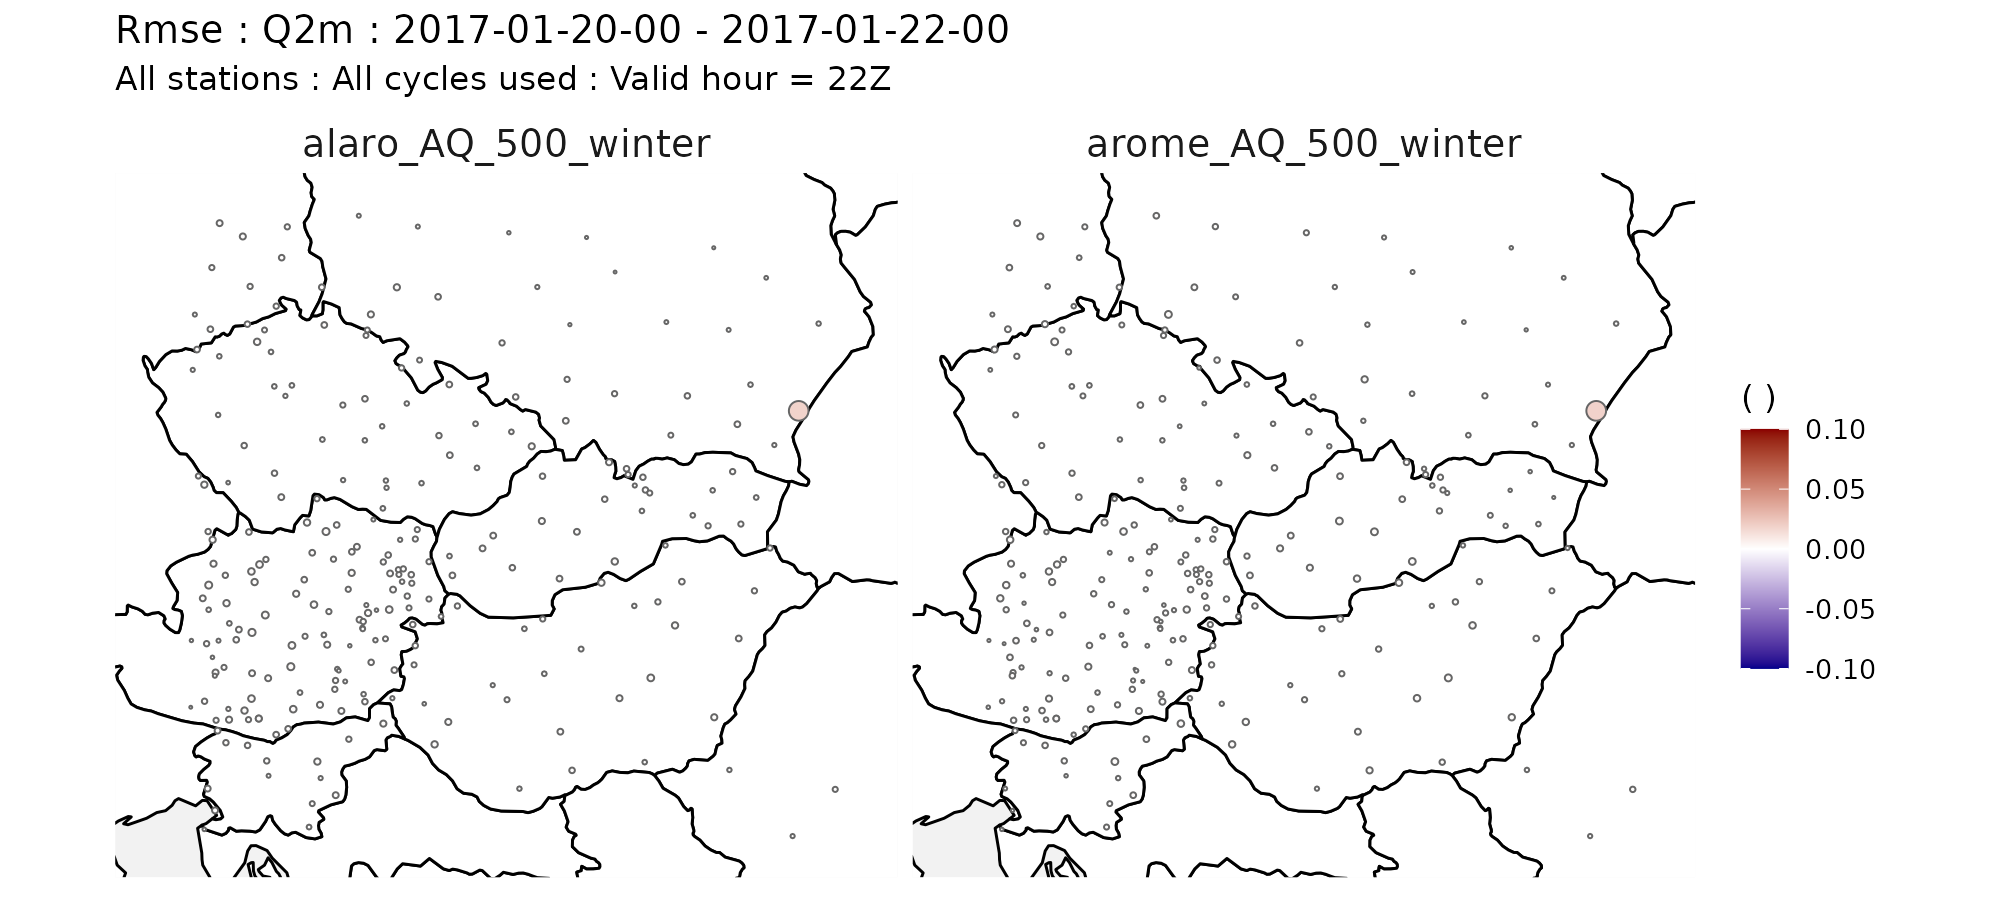 Rmse : Q2m : 2017-01-20-00 - 2017-01-22-00
All stations : All cycles used : Valid hour = 22Z
alaro_AQ_500_winter
arome_AQ_500_winter
( )
0.10
0.05
0.00
-0.05
-0.10